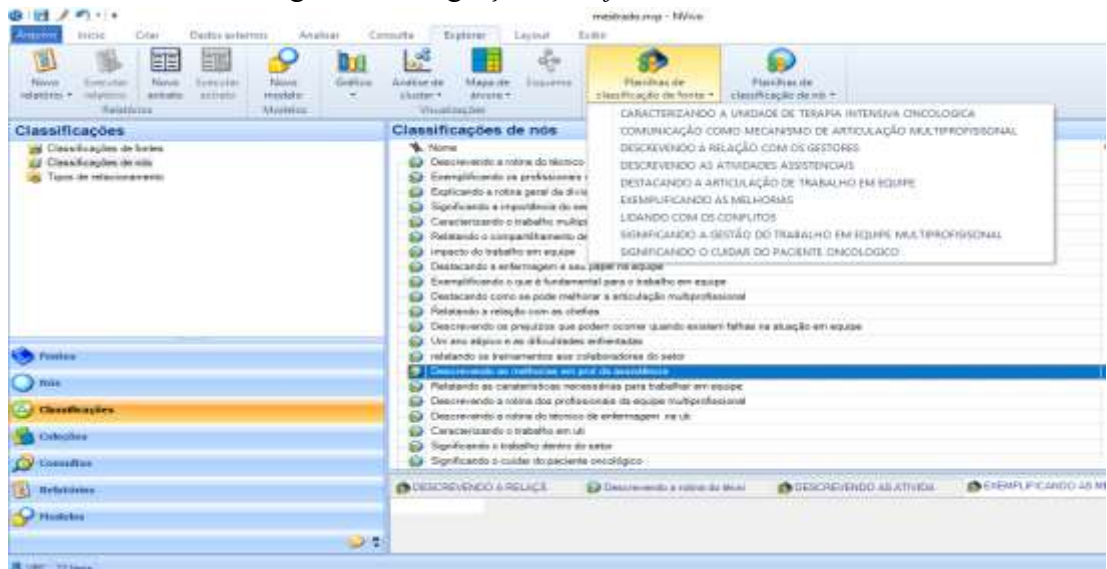 mestrado.nvp - NVivo
Arquivo Início Criar Dados externos Analisar Consulta Explorar Layout Exibir
Novo relatório Executar relatório Novo extrato Executar extrato Novo modelo Gráfico Análise de cluster Mapa de árvore Planilhas de classificação de fonte Planilhas de classificação de nó
Relatórios Modelos Visualizações
CARACTERIZANDO A UNIDADE DE TERAPIA INTENSIVA ONCOLOGICA
COMUNICAÇÃO COMO MECANISMO DE ARTICULAÇÃO MULTIPROFISSIONAL
DESCREVENDO A RELAÇÃO COM OS GESTORES
DESCREVENDO AS ATIVIDADES ASSISTENCIAIS
DESTACANDO A ARTICULAÇÃO DE TRABALHO EM EQUIPE
EXEMPLIFICANDO AS MELHORIAS
LIDANDO COM OS CONFLITOS
SIGNIFICANDO A GESTÃO DO TRABALHO EM EQUIPE MULTIPROFISSIONAL
SIGNIFICANDO O CUIDAR DO PACIENTE ONCOLOGICO
Classificações
Classificações de fontes
Classificações de nós
Tipos de relacionamento
Fontes
Nós
Classificações
Coleções
Consultas
Relatórios
Modelos
Classificações de nós
Nome
Descrevendo a rotina do técnico
Exemplificando os profissionais
Explicando a rotina geral da divis
Significando a importância do
Caracterizando o trabalho multip
Relatando o compartilhamento de
impacto do trabalho em equipe
Destacando a enfermagem e seu papel na equipe
Exemplificando o que é fundamental para o trabalho em equipe
Destacando como se pode melhorar a articulação multiprofissional
Relatando a relação com as chefias
Descrevendo os prejuízos que podem ocorrer quando existem falhas na atuação em equipe
Um ano atípico e as dificuldades enfrentadas
relatando os treinamentos aos colaboradores do setor
Descrevendo as melhorias em prol da assistência
Relatando as caraterísticas necessárias para trabalhar em equipe
Descrevendo a rotina dos profissionais da equipe multiprofissional
Descrevendo a rotina do técnico de enfermagem na uti
Caracterizando o trabalho em uti
Significando o trabalho dentro do setor
Significando o cuidar do paciente oncológico
DESCREVENDO A RELAÇÃ Descrevendo a rotina do técni DESCREVENDO AS ATIVIDA EXEMPLIFICANDO AS ME